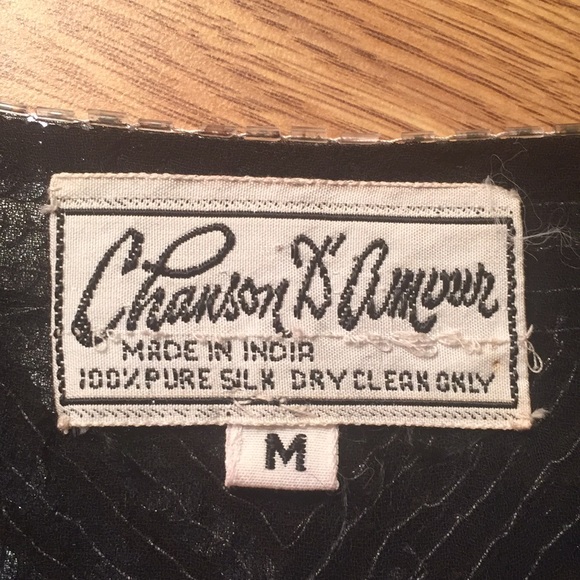 Chanson D'Amour
MADE IN INDIA
100% PURE SILK DRY CLEAN ONLY
M